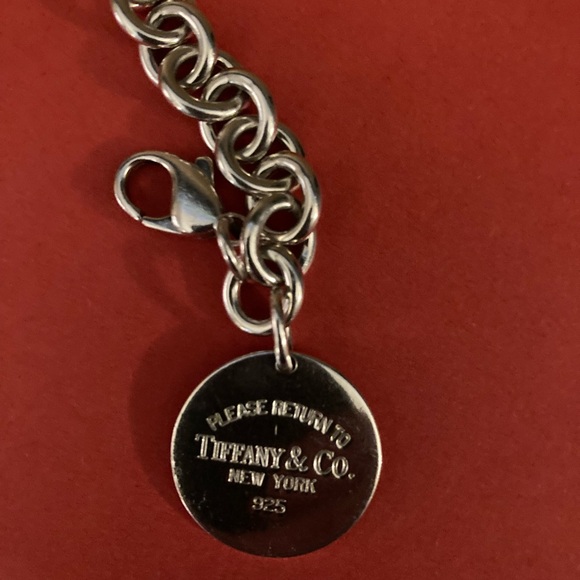 PLEASE RETURN TO
TIFFANY & CO.
NEW YORK
925